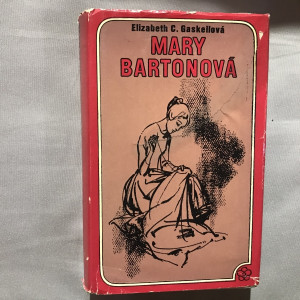 Elizabeth C. Gaskellová
MARY
BARTONOVÁ